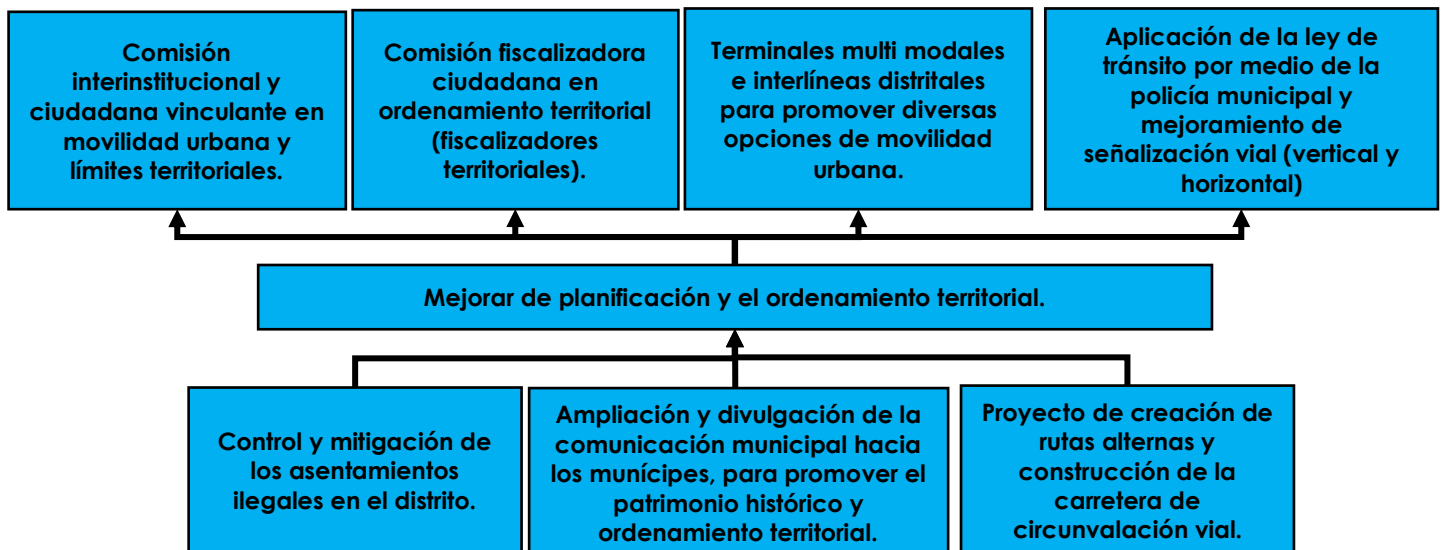 Comisión
interinstitucional y
ciudadana vinculante en
movilidad urbana y
límites territoriales.
Comisión fiscalizadora
ciudadana en
ordenamiento territorial
(fiscalizadores
territoriales).
Terminales multi modales
e interlíneas distritales
para promover diversas
opciones de movilidad
urbana.
Aplicación de la ley de
tránsito por medio de la
policía municipal y
mejoramiento de
señalización vial (vertical y
horizontal)
Mejorar de planificación y el ordenamiento territorial.
Control y mitigación de
los asentamientos
ilegales en el distrito.
Ampliación y divulgación de la
comunicación municipal hacia
los munícipes, para promover el
patrimonio histórico y
ordenamiento territorial.
Proyecto de creación de
rutas alternas y
construcción de la
carretera de
circunvalación vial.